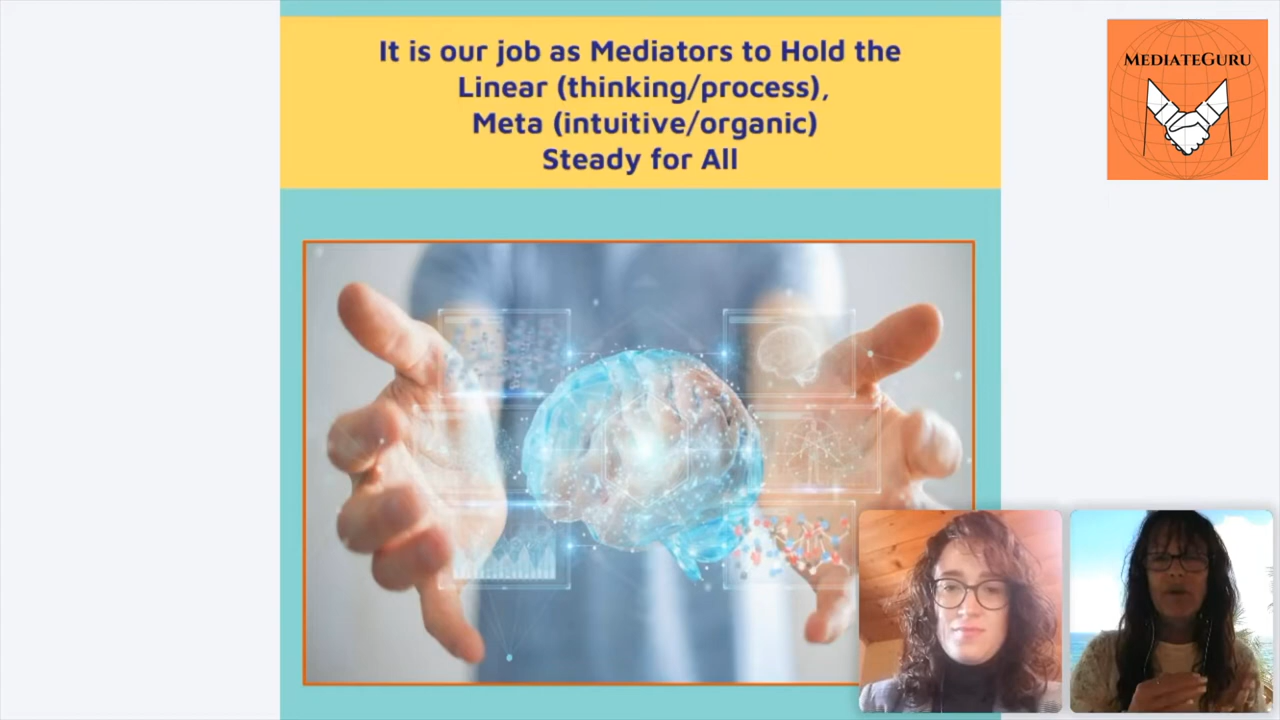 It is our job as Mediators to Hold the
Linear (thinking/process),
Meta (intuitive/organic)
Steady for All
MEDIATEGURU